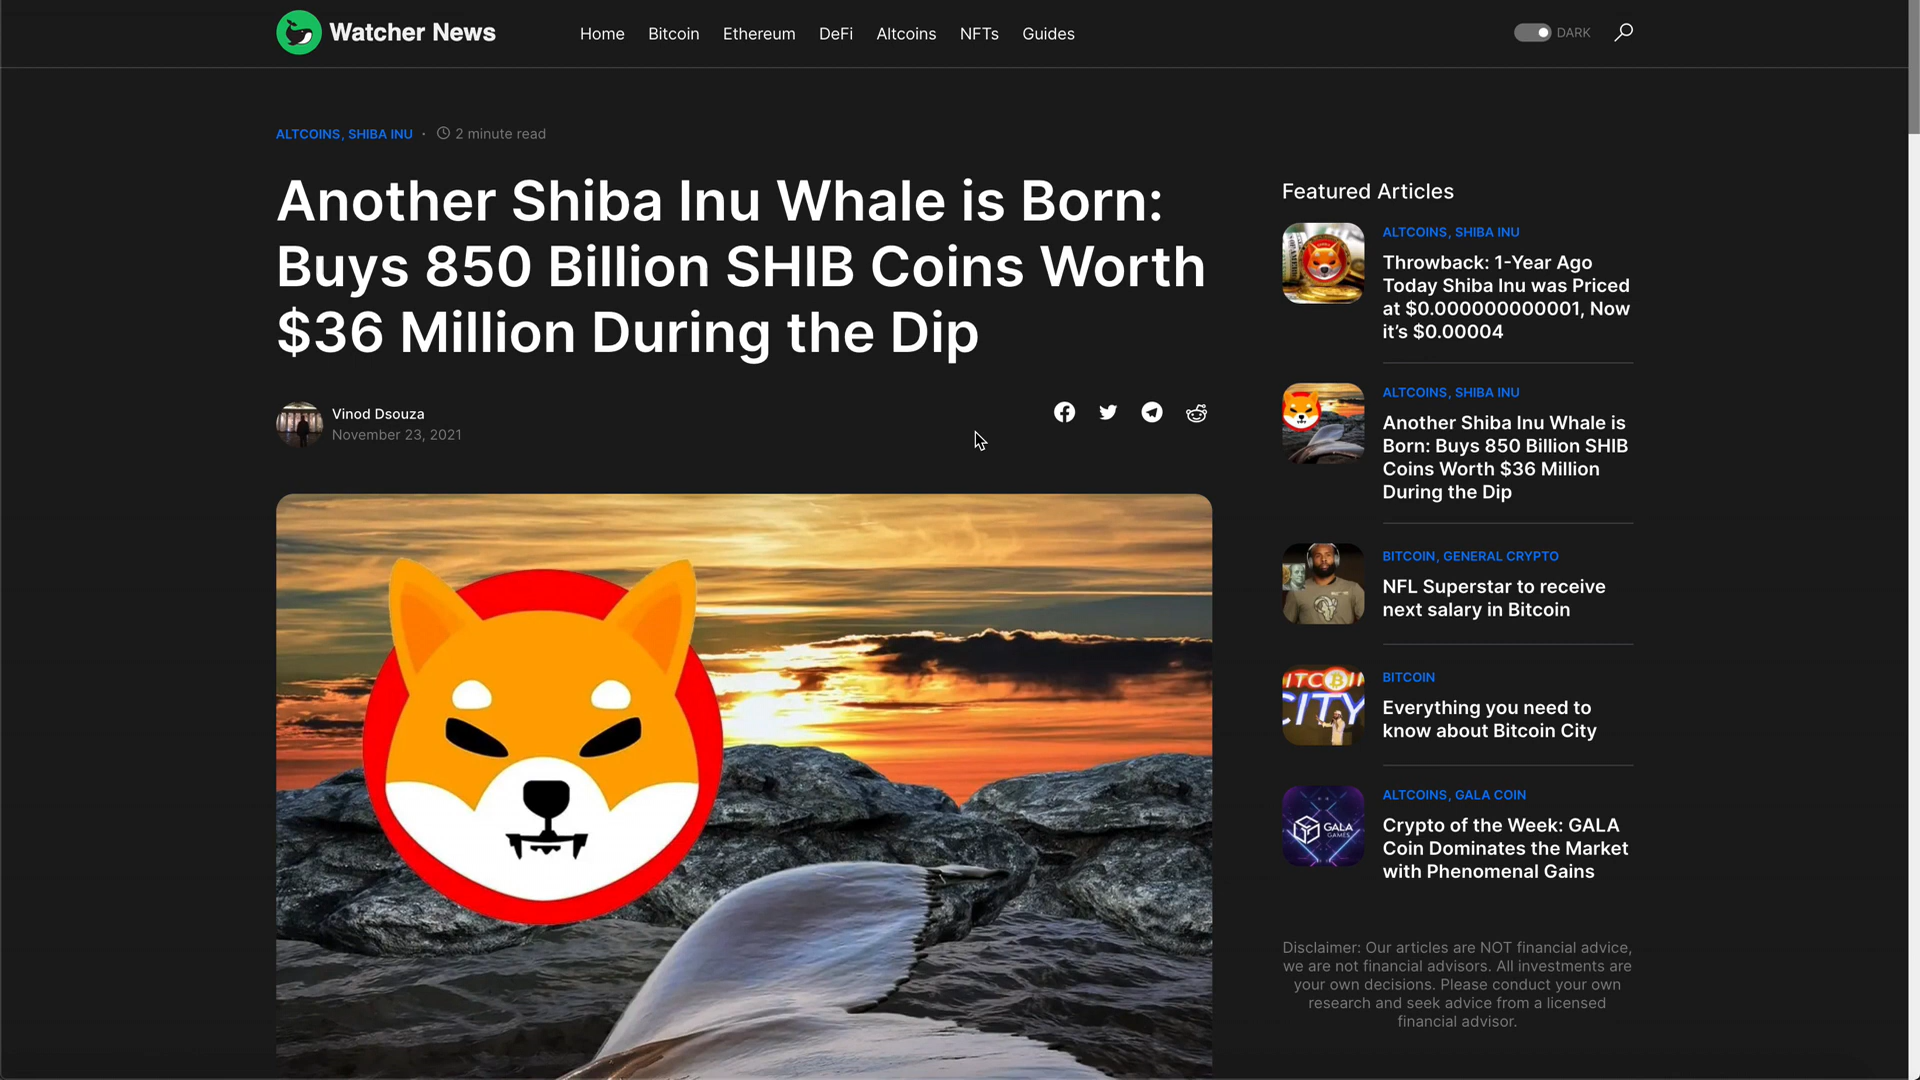 Watcher News
Home Bitcoin Ethereum DeFi Altcoins NFTs Guides
DARK
ALTCOINS, SHIBA INU · 2 minute read
Another Shiba Inu Whale is Born:
Buys 850 Billion SHIB Coins Worth
$36 Million During the Dip
Vinod Dsouza
November 23, 2021
Featured Articles
ALTCOINS, SHIBA INU
Throwback: 1-Year Ago
Today Shiba Inu was Priced
at $0.000000000001, Now
it’s $0.00004
ALTCOINS, SHIBA INU
Another Shiba Inu Whale is
Born: Buys 850 Billion SHIB
Coins Worth $36 Million
During the Dip
BITCOIN, GENERAL CRYPTO
NFL Superstar to receive
next salary in Bitcoin
ITCOIN
CITY
BITCOIN
Everything you need to
know about Bitcoin City
GALA
GAMES
ALTCOINS, GALA COIN
Crypto of the Week: GALA
Coin Dominates the Market
with Phenomenal Gains
Disclaimer: Our articles are NOT financial advice,
we are not financial advisors. All investments are
your own decisions. Please conduct your own
research and seek advice from a licensed
financial advisor.